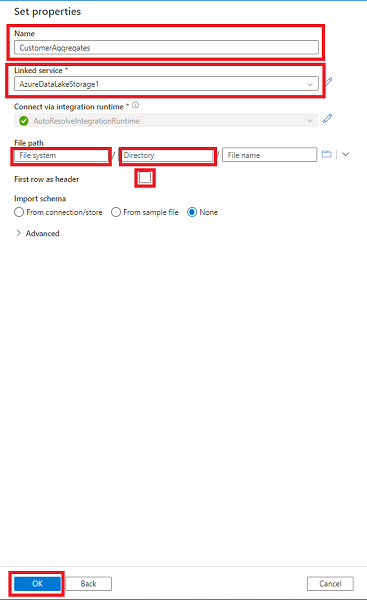 Set properties
Name
CustomerAggregates
Linked service *
AzureDataLakeStorage1
Connect via integration runtime *
AutoResolveIntegrationRuntime
File path
File system / Directory / File name
First row as header
Import schema
From connection/store From sample file None
Advanced
OK Back Cancel